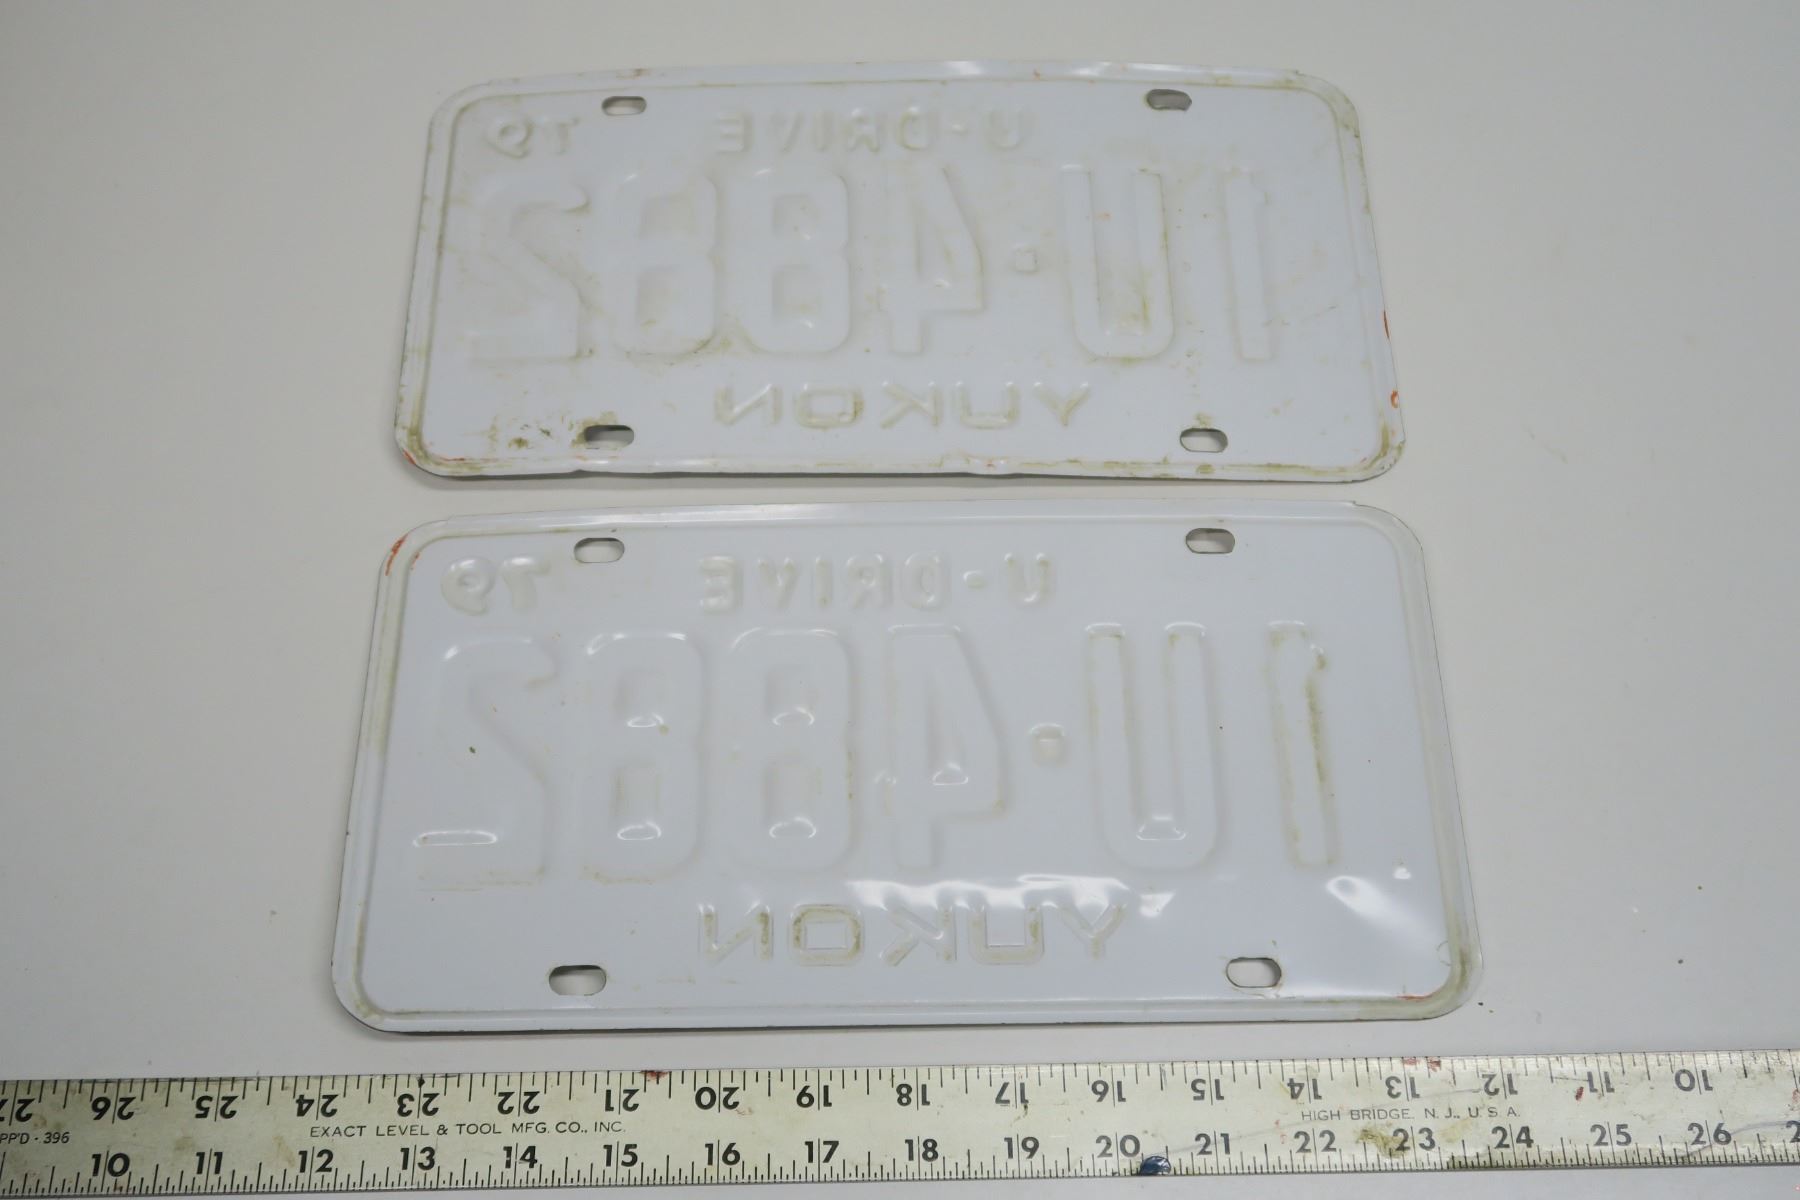 U-DRIVE 79
1U·4882
YUKON
U-DRIVE 79
1U·4882
YUKON
26 25 24 23 22 21 20 19 18 17 16 15 14 13 12 11 10
PP'D - 396 EXACT LEVEL & TOOL MFG. CO., INC. HIGH BRIDGE, N. J., U S A.
10 11 12 13 14 15 16 17 18 19 20 21 22 23 24 25 26